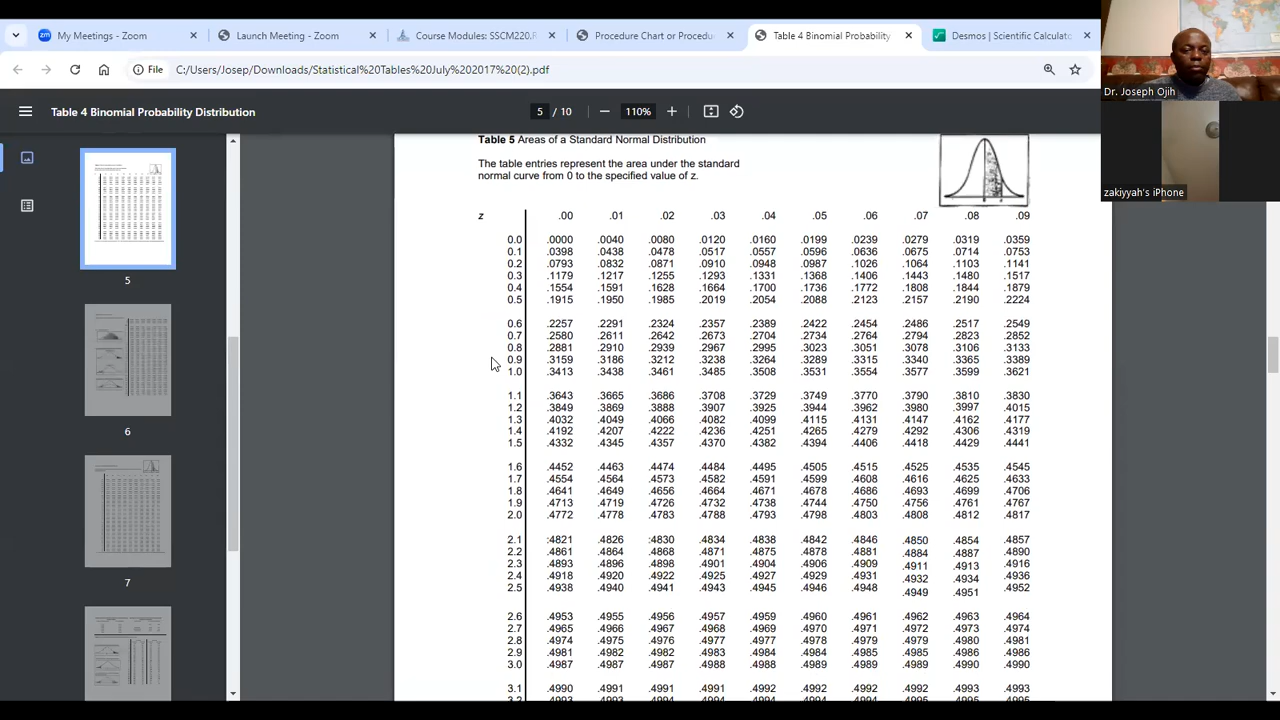 My Meetings - Zoom
Launch Meeting - Zoom
Course Modules: SSCM220.R
Procedure Chart or Procedu
Table 4 Binomial Probability
Desmos | Scientific Calculato
File C:/Users/Josep/Downloads/Statistical%20Tables%20July%202017%20(2).pdf
Dr. Joseph Ojih
zakiyyah's iPhone
Table 4 Binomial Probability Distribution
5 / 10
110%
5
6
7
Table 5 Areas of a Standard Normal Distribution
The table entries represent the area under the standard
normal curve from 0 to the specified value of z.
z .00 .01 .02 .03 .04 .05 .06 .07 .08 .09
0.0 .0000 .0040 .0080 .0120 .0160 .0199 .0239 .0279 .0319 .0359
0.1 .0398 .0438 .0478 .0517 .0557 .0596 .0636 .0675 .0714 .0753
0.2 .0793 .0832 .0871 .0910 .0948 .0987 .1026 .1064 .1103 .1141
0.3 .1179 .1217 .1255 .1293 .1331 .1368 .1406 .1443 .1480 .1517
0.4 .1554 .1591 .1628 .1664 .1700 .1736 .1772 .1808 .1844 .1879
0.5 .1915 .1950 .1985 .2019 .2054 .2088 .2123 .2157 .2190 .2224
0.6 .2257 .2291 .2324 .2357 .2389 .2422 .2454 .2486 .2517 .2549
0.7 .2580 .2611 .2642 .2673 .2704 .2734 .2764 .2794 .2823 .2852
0.8 .2881 .2910 .2939 .2967 .2995 .3023 .3051 .3078 .3106 .3133
0.9 .3159 .3186 .3212 .3238 .3264 .3289 .3315 .3340 .3365 .3389
1.0 .3413 .3438 .3461 .3485 .3508 .3531 .3554 .3577 .3599 .3621
1.1 .3643 .3665 .3686 .3708 .3729 .3749 .3770 .3790 .3810 .3830
1.2 .3849 .3869 .3888 .3907 .3925 .3944 .3962 .3980 .3997 .4015
1.3 .4032 .4049 .4066 .4082 .4099 .4115 .4131 .4147 .4162 .4177
1.4 .4192 .4207 .4222 .4236 .4251 .4265 .4279 .4292 .4306 .4319
1.5 .4332 .4345 .4357 .4370 .4382 .4394 .4406 .4418 .4429 .4441
1.6 .4452 .4463 .4474 .4484 .4495 .4505 .4515 .4525 .4535 .4545
1.7 .4554 .4564 .4573 .4582 .4591 .4599 .4608 .4616 .4625 .4633
1.8 .4641 .4649 .4656 .4664 .4671 .4678 .4686 .4693 .4699 .4706
1.9 .4713 .4719 .4726 .4732 .4738 .4744 .4750 .4756 .4761 .4767
2.0 .4772 .4778 .4783 .4788 .4793 .4798 .4803 .4808 .4812 .4817
2.1 :4821 .4826 :4830 .4834 .4838 .4842 .4846 .4850 .4854 .4857
2.2 .4861 .4864 .4868 .4871 .4875 .4878 .4881 .4884 .4887 .4890
2.3 .4893 .4896 .4898 .4901 .4904 .4906 .4909 .4911 .4913 .4916
2.4 .4918 .4920 .4922 .4925 .4927 .4929 .4931 .4932 .4934 .4936
2.5 .4938 .4940 .4941 .4943 .4945 .4946 .4948 .4949 .4951 .4952
2.6 .4953 .4955 .4956 .4957 .4959 .4960 .4961 .4962 .4963 .4964
2.7 .4965 .4966 .4967 .4968 .4969 .4970 .4971 .4972 .4973 .4974
2.8 .4974 .4975 .4976 .4977 .4977 .4978 .4979 .4979 .4980 .4981
2.9 .4981 .4982 .4982 .4983 .4984 .4984 .4985 .4985 .4986 .4986
3.0 .4987 .4987 .4987 .4988 .4988 .4989 .4989 .4989 .4990 .4990
3.1 .4990 .4991 .4991 .4991 .4992 .4992 .4992 .4992 .4993 .4993